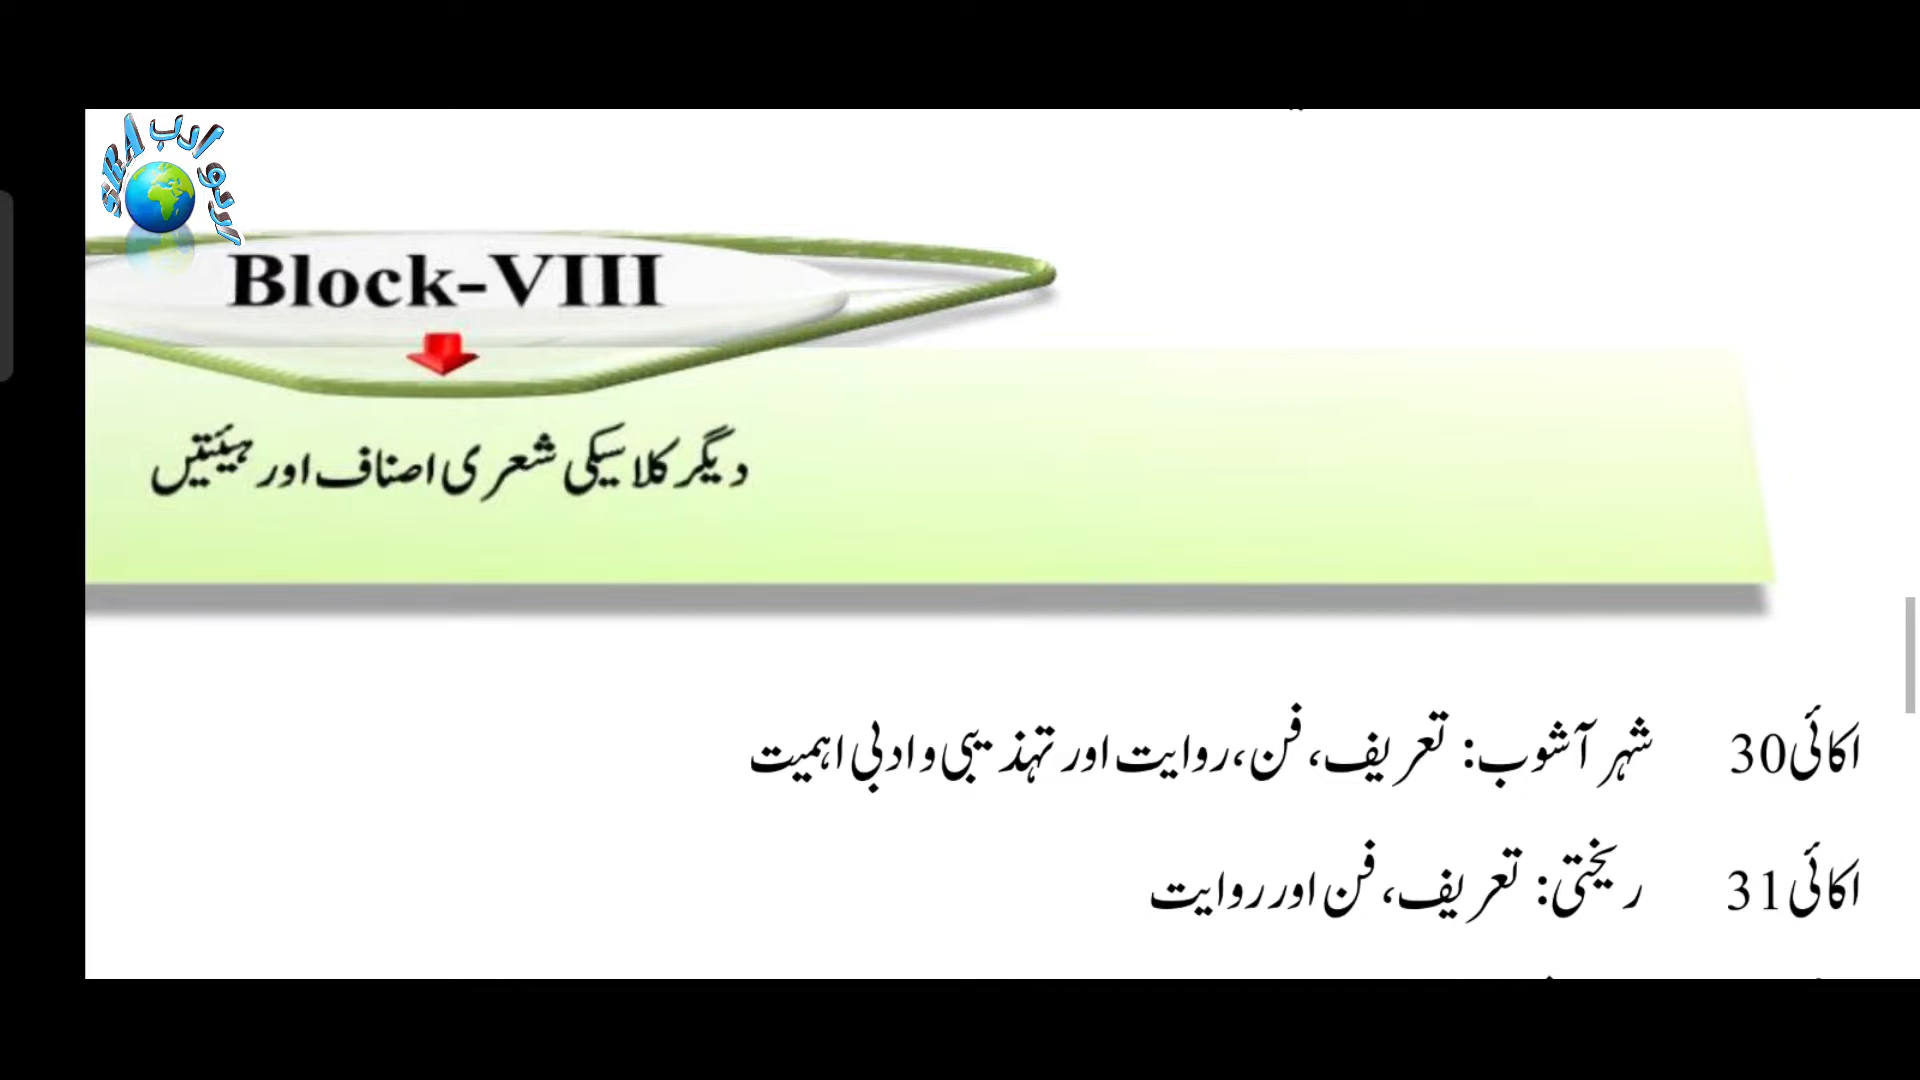 SRA اردو ادب
Block-VIII
دیگر کلاسیکی شعری اصناف اور ہیئتیں
اکائی 30 شہر آشوب: تعریف، فن، روایت اور تہذیبی و ادبی اہمیت
اکائی 31 ریختی: تعریف، فن اور روایت